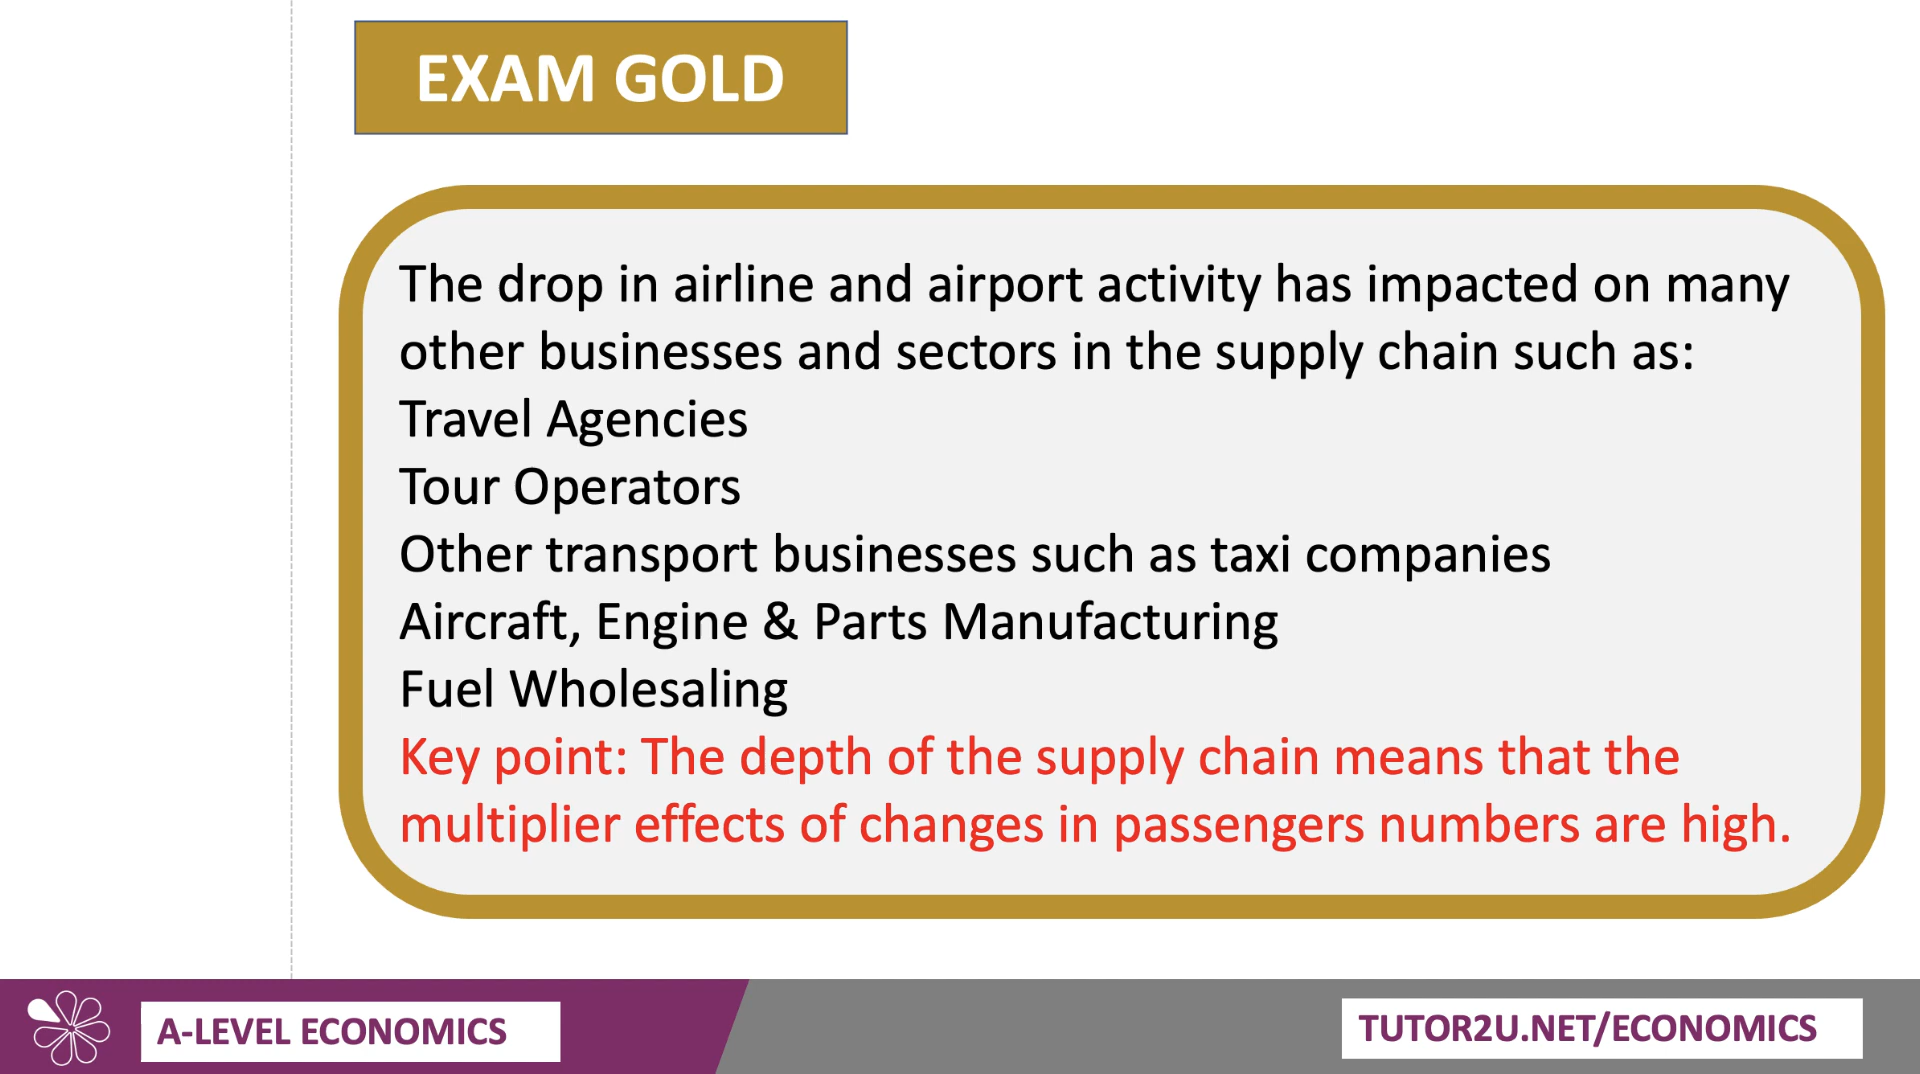 EXAM GOLD
The drop in airline and airport activity has impacted on many
other businesses and sectors in the supply chain such as:
Travel Agencies
Tour Operators
Other transport businesses such as taxi companies
Aircraft, Engine & Parts Manufacturing
Fuel Wholesaling
Key point: The depth of the supply chain means that the
multiplier effects of changes in passengers numbers are high.
A-LEVEL ECONOMICS
TUTOR2U.NET/ECONOMICS